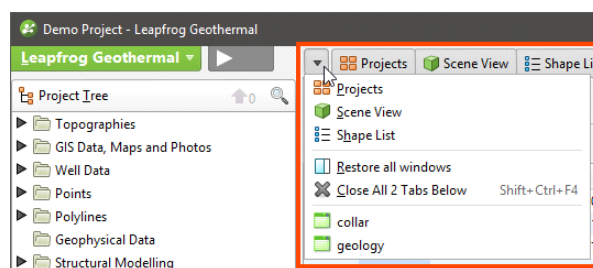 Demo Project - Leapfrog Geothermal
Leapfrog Geothermal
Projects
Scene View
Shape Li
Project Tree
0
Topographies
GIS Data, Maps and Photos
Well Data
Points
Polylines
Geophysical Data
Structural Modelling
Projects
Scene View
Shape List
Restore all windows
Close All 2 Tabs Below Shift+Ctrl+F4
collar
geology